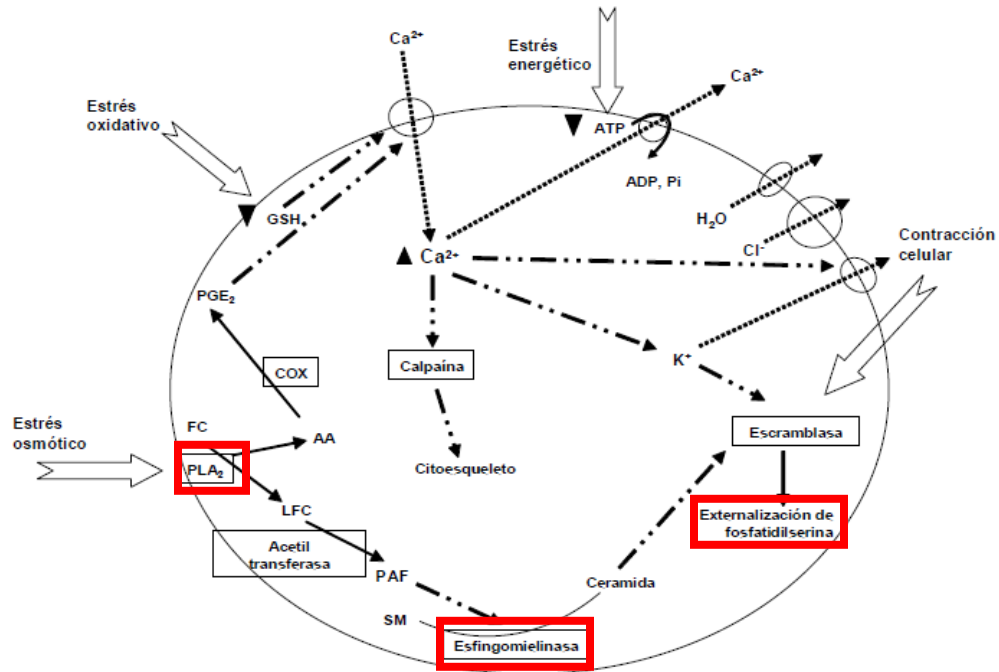 Ca²⁺
Estrés
energético
Ca²⁺
Estrés
oxidativo
ATP
ADP, Pi
GSH
H₂O
Cl⁻
Contracción
celular
Ca²⁺
PGE₂
K⁺
Calpaína
COX
Estrés
osmótico
FC
AA
Escramblasa
PLA₂
Citoesqueleto
LFC
Externalización de
fosfatidilserina
Acetil
transferasa
PAF
Ceramida
SM
Esfingomielinasa